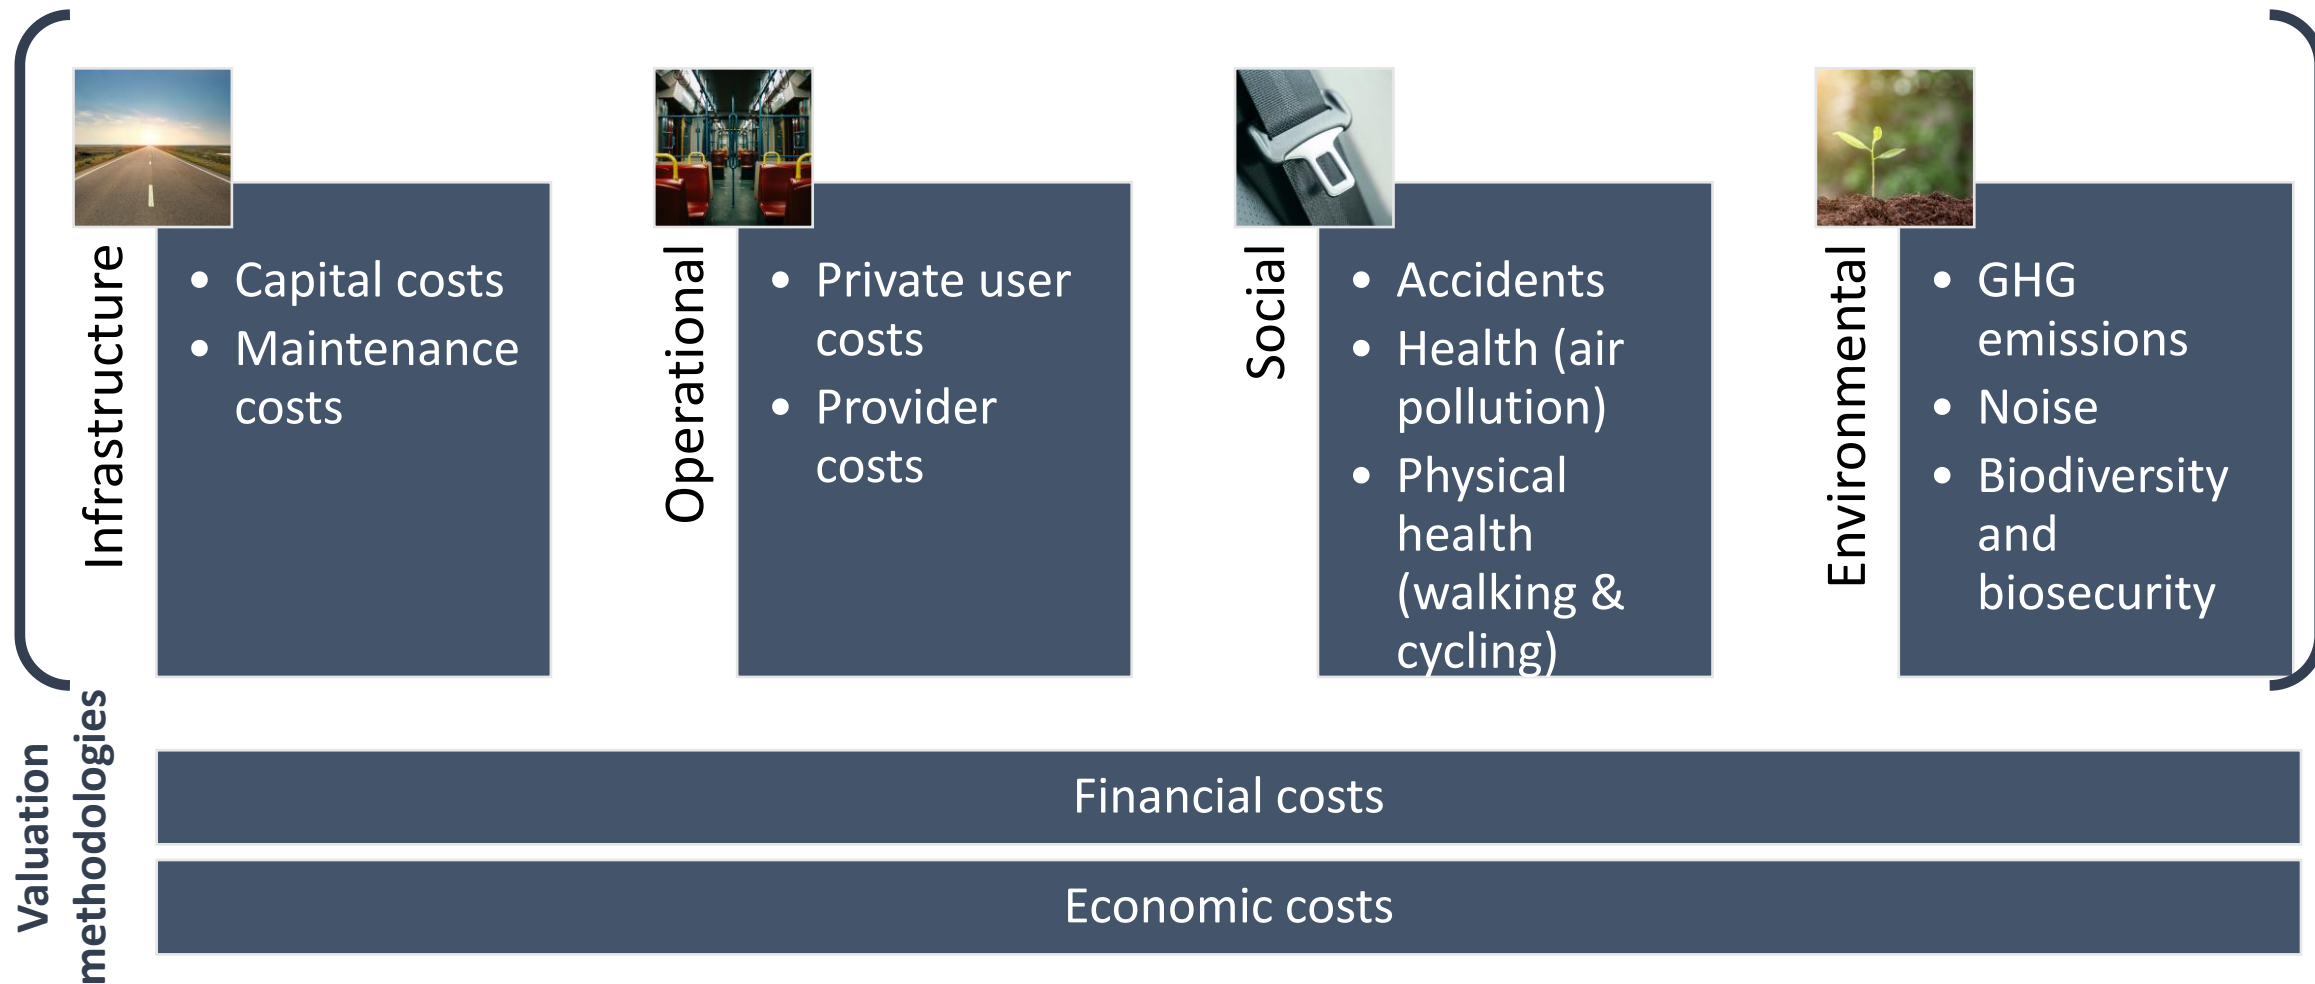 Infrastructure
• Capital costs
• Maintenance
costs
Operational
• Private user
costs
• Provider
costs
Social
• Accidents
• Health (air
pollution)
• Physical
health
(walking &
cycling)
Environmental
• GHG
emissions
• Noise
• Biodiversity
and
biosecurity
Valuation
methodologies
Financial costs
Economic costs